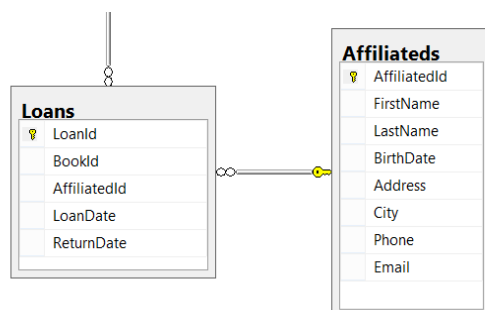 Loans
LoanId
BookId
AffiliatedId
LoanDate
ReturnDate
Affiliateds
AffiliatedId
FirstName
LastName
BirthDate
Address
City
Phone
Email